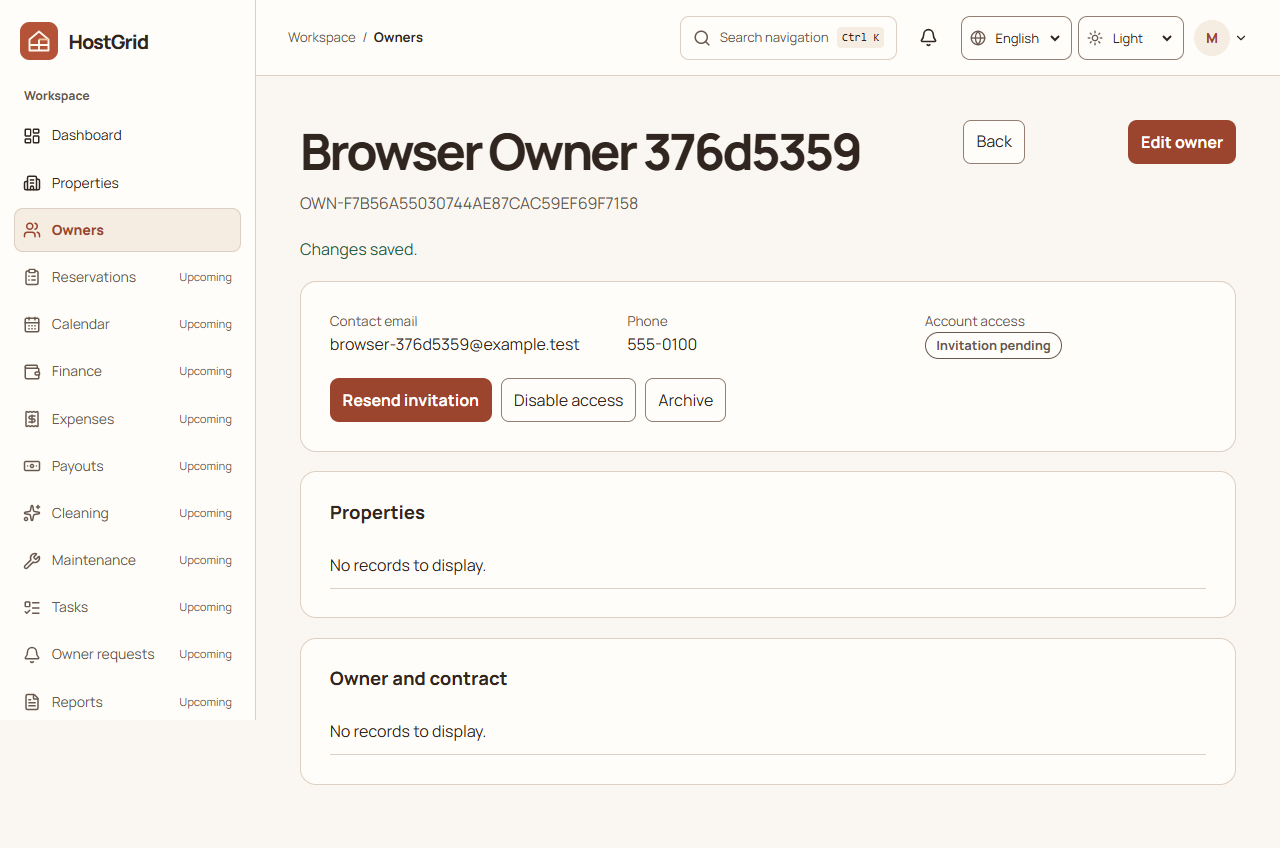 HostGrid
Workspace / Owners
Search navigation Ctrl K
English
Light
M
Workspace
Dashboard
Properties
Owners
Reservations Upcoming
Calendar Upcoming
Finance Upcoming
Expenses Upcoming
Payouts Upcoming
Cleaning Upcoming
Maintenance Upcoming
Tasks Upcoming
Owner requests Upcoming
Reports Upcoming
Browser Owner 376d5359
Back
Edit owner
OWN-F7B56A55030744AE87CAC59EF69F7158
Changes saved.
Contact email
browser-376d5359@example.test
Phone
555-0100
Account access
Invitation pending
Resend invitation
Disable access
Archive
Properties
No records to display.
Owner and contract
No records to display.